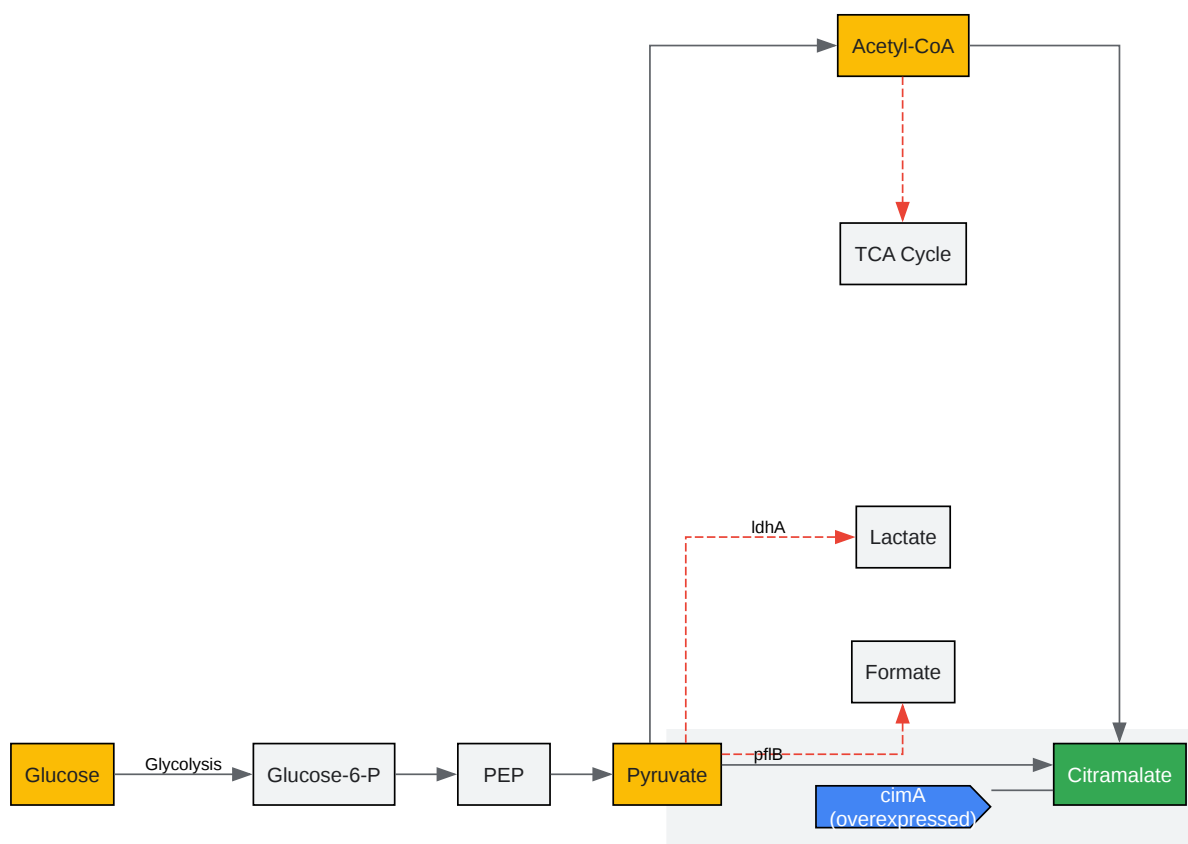 Acetyl-CoA
TCA Cycle
ldhA
Lactate
Formate
pflB
Glucose
Glycolysis
Glucose-6-P
PEP
Pyruvate
Citramalate
cimA
(overexpressed)